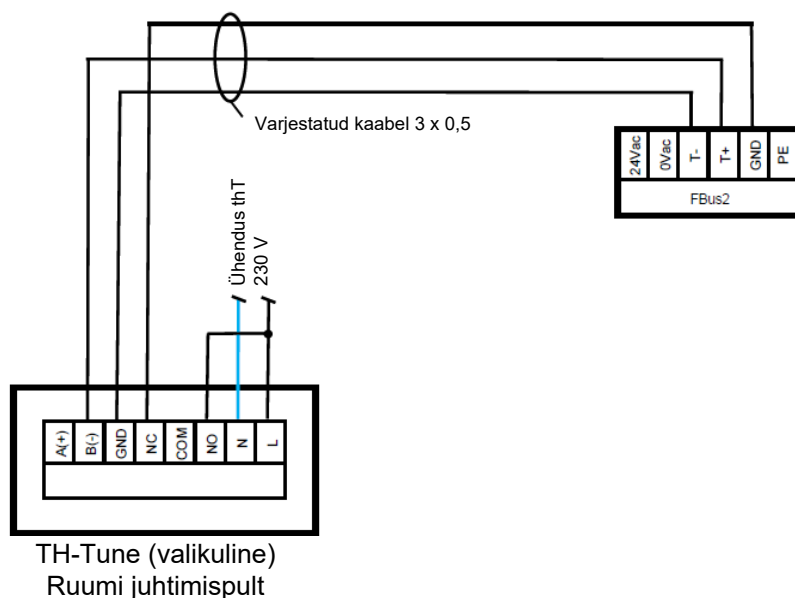 Varjestatud kaabel 3 x 0,5
24Vac
0Vac
T-
T+
GND
PE
FBus2
Ühendus thT
230 V
A(+)
B(-)
GND
NC
COM
NO
N
L
TH-Tune (valikuline)
Ruumi juhtimispult